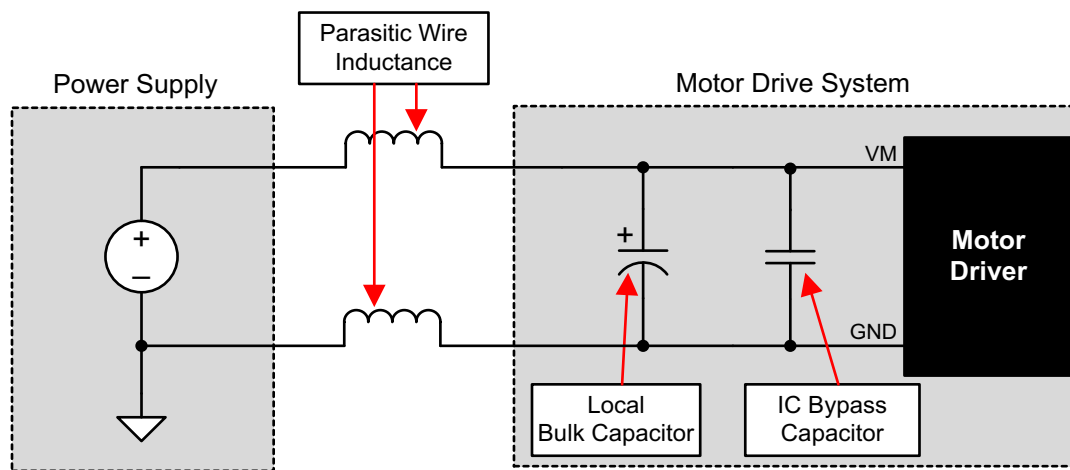 Parasitic Wire
Inductance
Power Supply
Motor Drive System
VM
+
+
–
Motor
Driver
GND
Local
Bulk Capacitor
IC Bypass
Capacitor